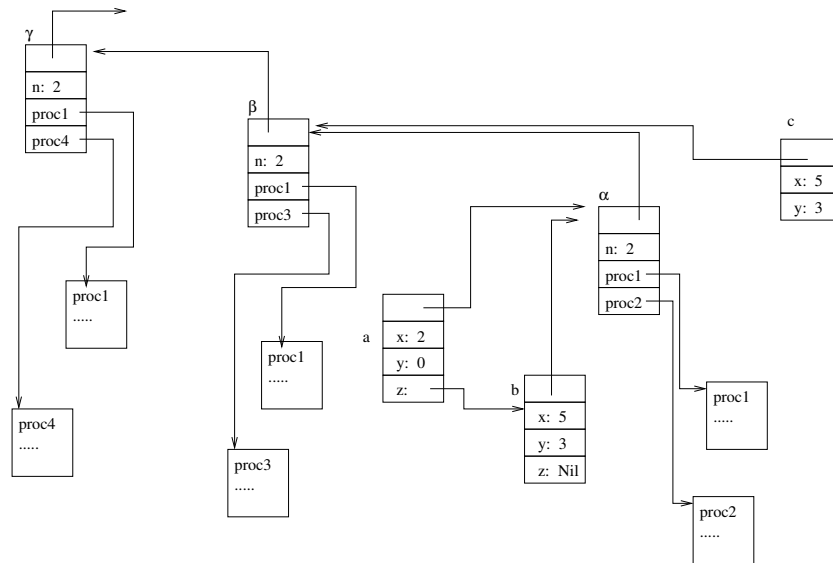 γ
n: 2
proc1
proc4
proc1
.....
proc4
.....
β
n: 2
proc1
proc3
proc1
.....
proc3
.....
a
x: 2
y: 0
z:
b
x: 5
y: 3
z: Nil
α
n: 2
proc1
proc2
proc1
.....
proc2
.....
c
x: 5
y: 3